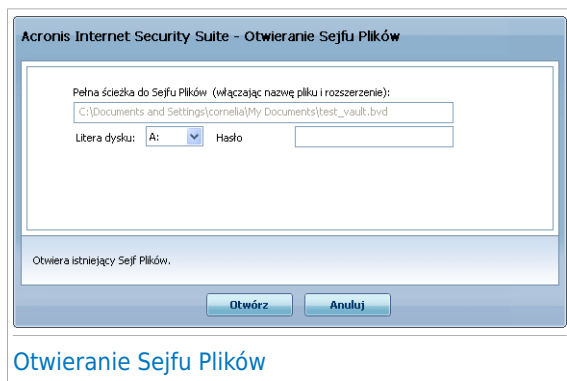 Acronis Internet Security Suite - Otwieranie Sejfu Plików
Pełna ścieżka do Sejfu Plików (włączając nazwę pliku i rozszerzenie):
C:\Documents and Settings\cornelia\My Documents\test_vault.bvd
Litera dysku: A: Hasło
Otwiera istniejący Sejf Plików.
Otwórz Anuluj
Otwieranie Sejfu Plików